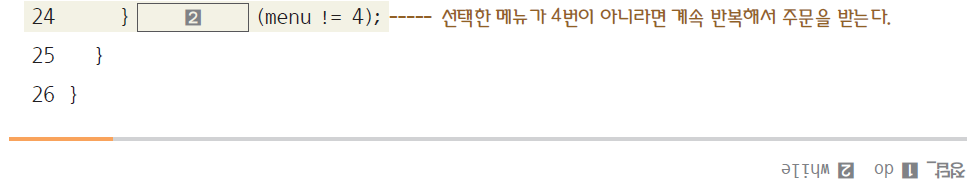 24 } 2 (menu != 4); ----- 선택한 메뉴가 4번이 아니라면 계속 반복해서 주문을 받는다.
25 }
26 }
정답_ 1 do 2 while